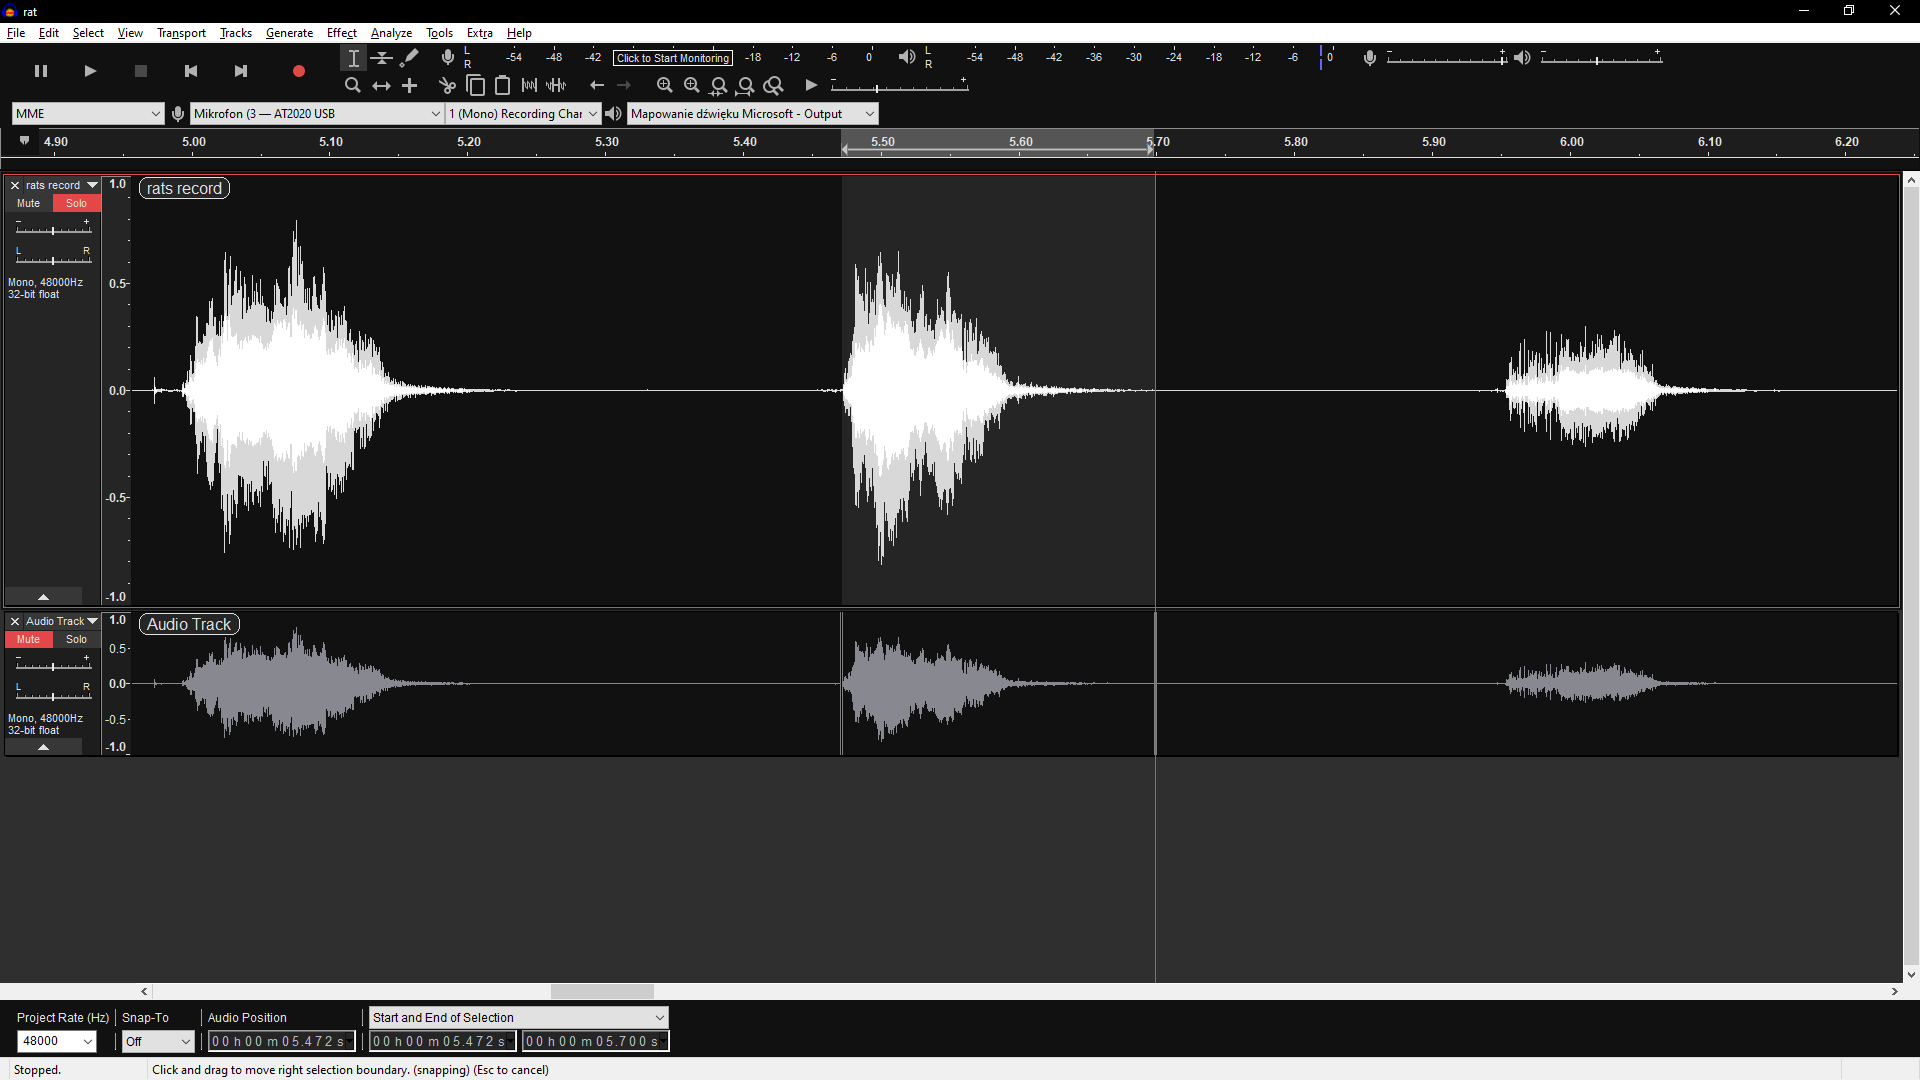 rat
File Edit Select View Transport Tracks Generate Effect Analyze Tools Extra Help
L R -54 -48 -42 Click to Start Monitoring -18 -12 -6 0 L R -54 -48 -42 -36 -30 -24 -18 -12 -6 0
MME Mikrofon (3 — AT2020 USB 1 (Mono) Recording Char Mapowanie dźwięku Microsoft - Output
4.90 5.00 5.10 5.20 5.30 5.40 5.50 5.60 5.70 5.80 5.90 6.00 6.10 6.20
rats record 1.0 rats record
Mute Solo
- +
L R
Mono, 48000Hz 0.5
32-bit float
0.0
-0.5
-1.0
Audio Track 1.0 Audio Track
Mute Solo 0.5
- +
L R 0.0
Mono, 48000Hz -0.5
32-bit float
-1.0
Project Rate (Hz) Snap-To Audio Position Start and End of Selection
48000 Off 00 h 00 m 05.472 s 00 h 00 m 05.472 s 00 h 00 m 05.700 s
Stopped. Click and drag to move right selection boundary. (snapping) (Esc to cancel)